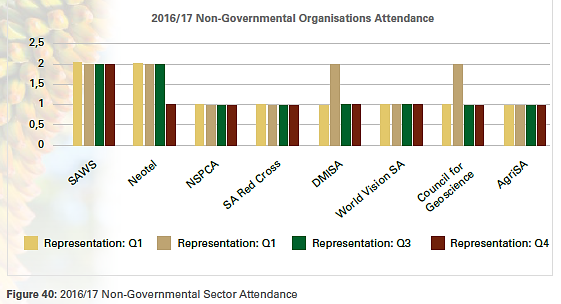 2016/17 Non-Governmental Organisations Attendance
2,5
2
1
0,5
0
SAWS
Neotel
NSPCA
SA Red Cross
DMISA
World Vision SA
Council for
Geoscience
AgriSA
Representation: Q1 Representation: Q1 Representation: Q3 Representation: Q4
Figure 40: 2016/17 Non-Governmental Sector Attendance